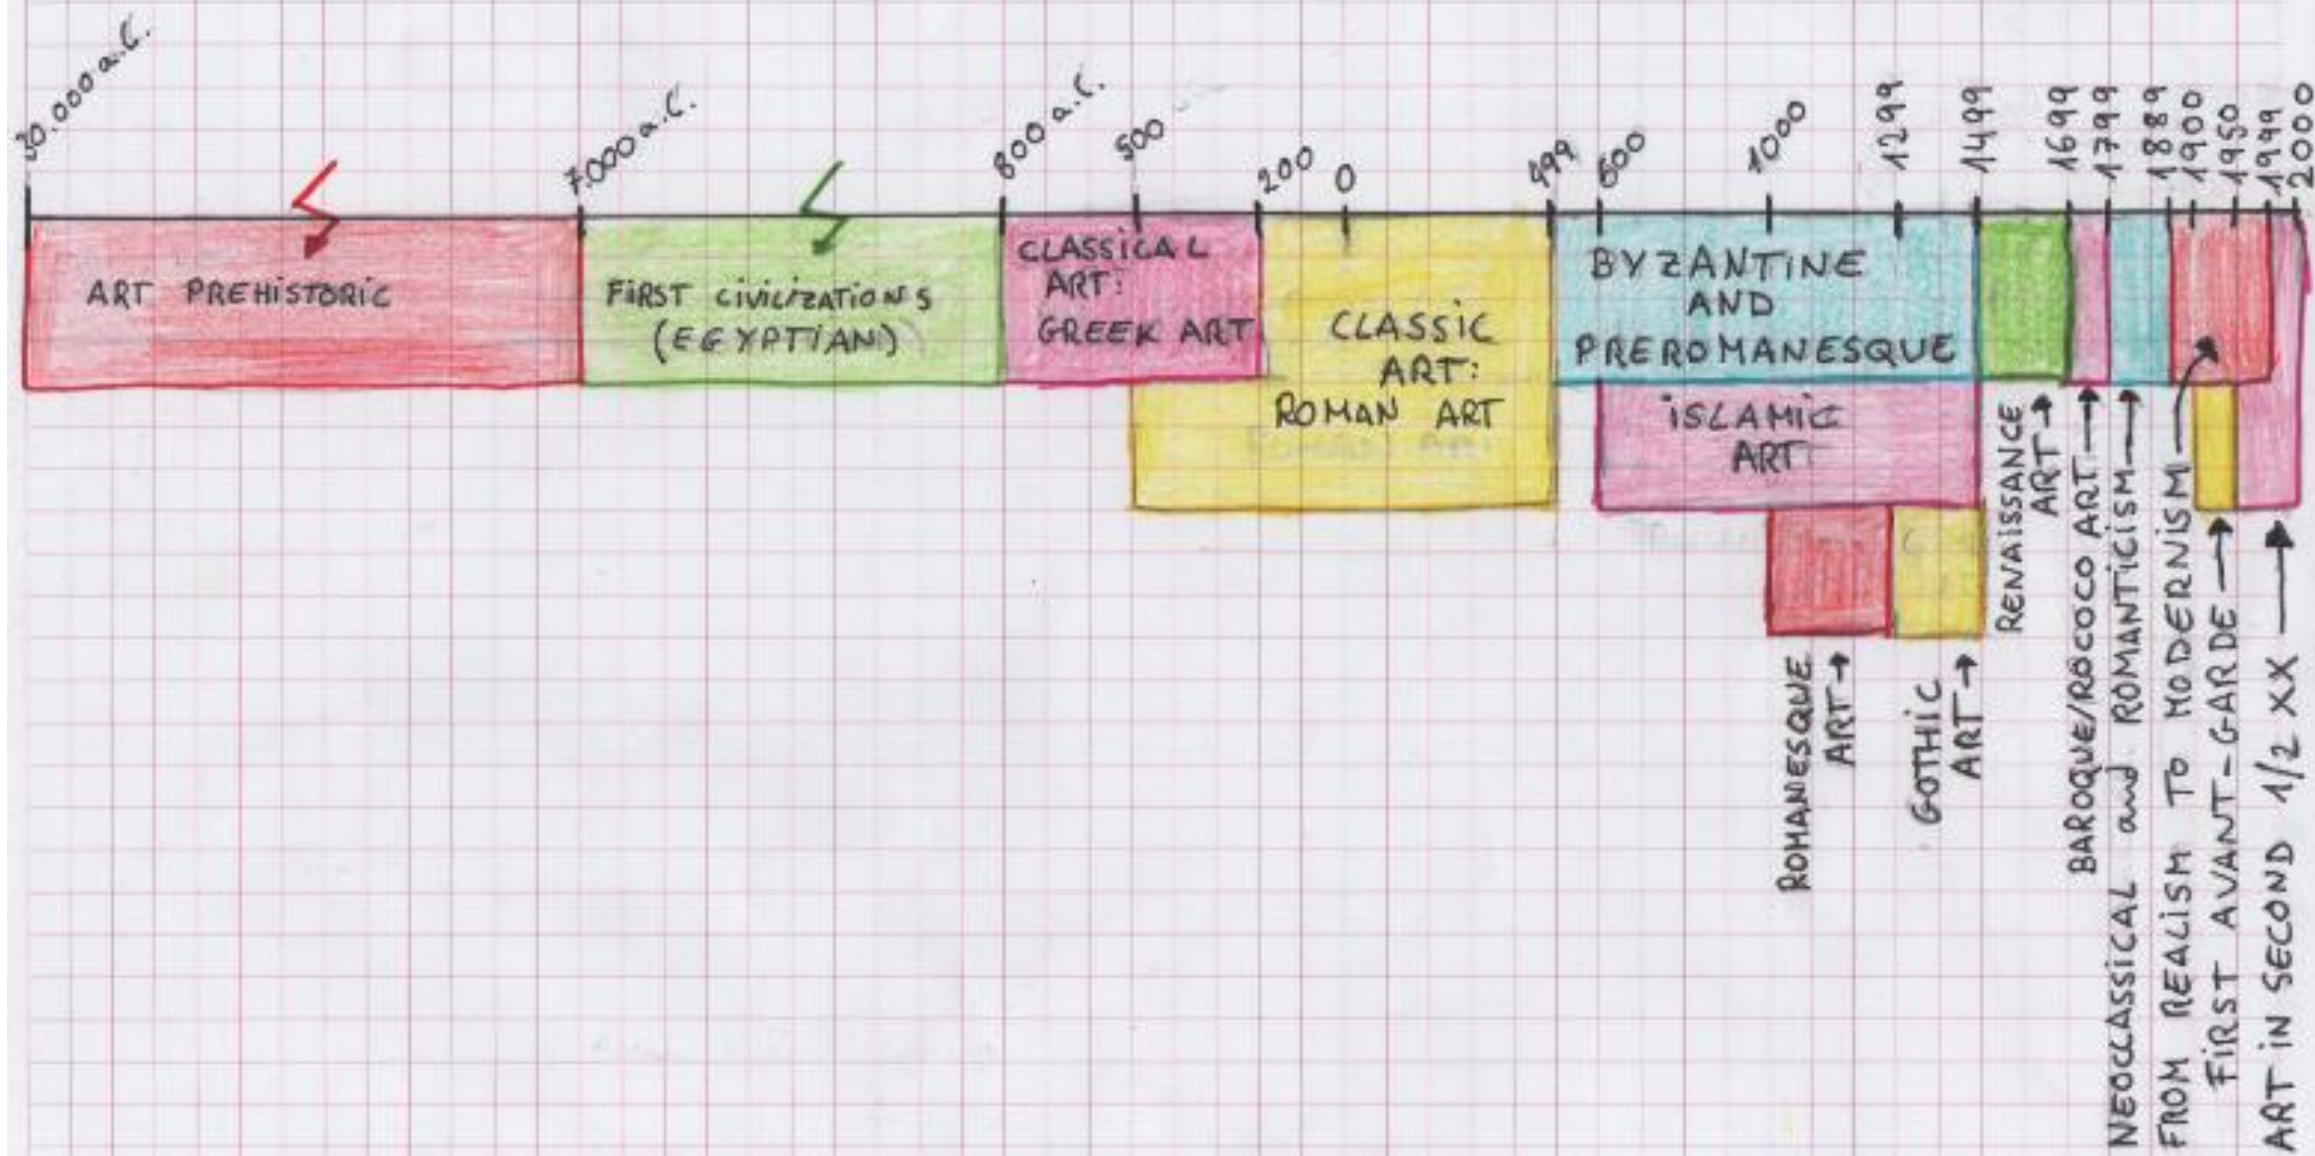 30.000 a.C.
7.000 a.C.
800 a.C.
500
200
0
499
600
1000
1299
1499
1699
1799
1889
1900
1950
1999
2000
ART PREHISTORIC
FIRST CIVILIZATIONS
(EGYPTIAN)
CLASSICAL
ART:
GREEK ART
CLASSIC
ART:
ROMAN ART
BYZANTINE
AND
PREROMANESQUE
ISLAMIC
ART
ROMANESQUE
ART→
GOTHIC
ART→
RENAISSANCE
ART→
BAROQUE/ROCOCO ART→
NEOCLASSICAL and ROMANTICISM→
FROM REALISM TO MODERNISM→
FIRST AVANT-GARDE→
ART IN SECOND 1/2 XX→